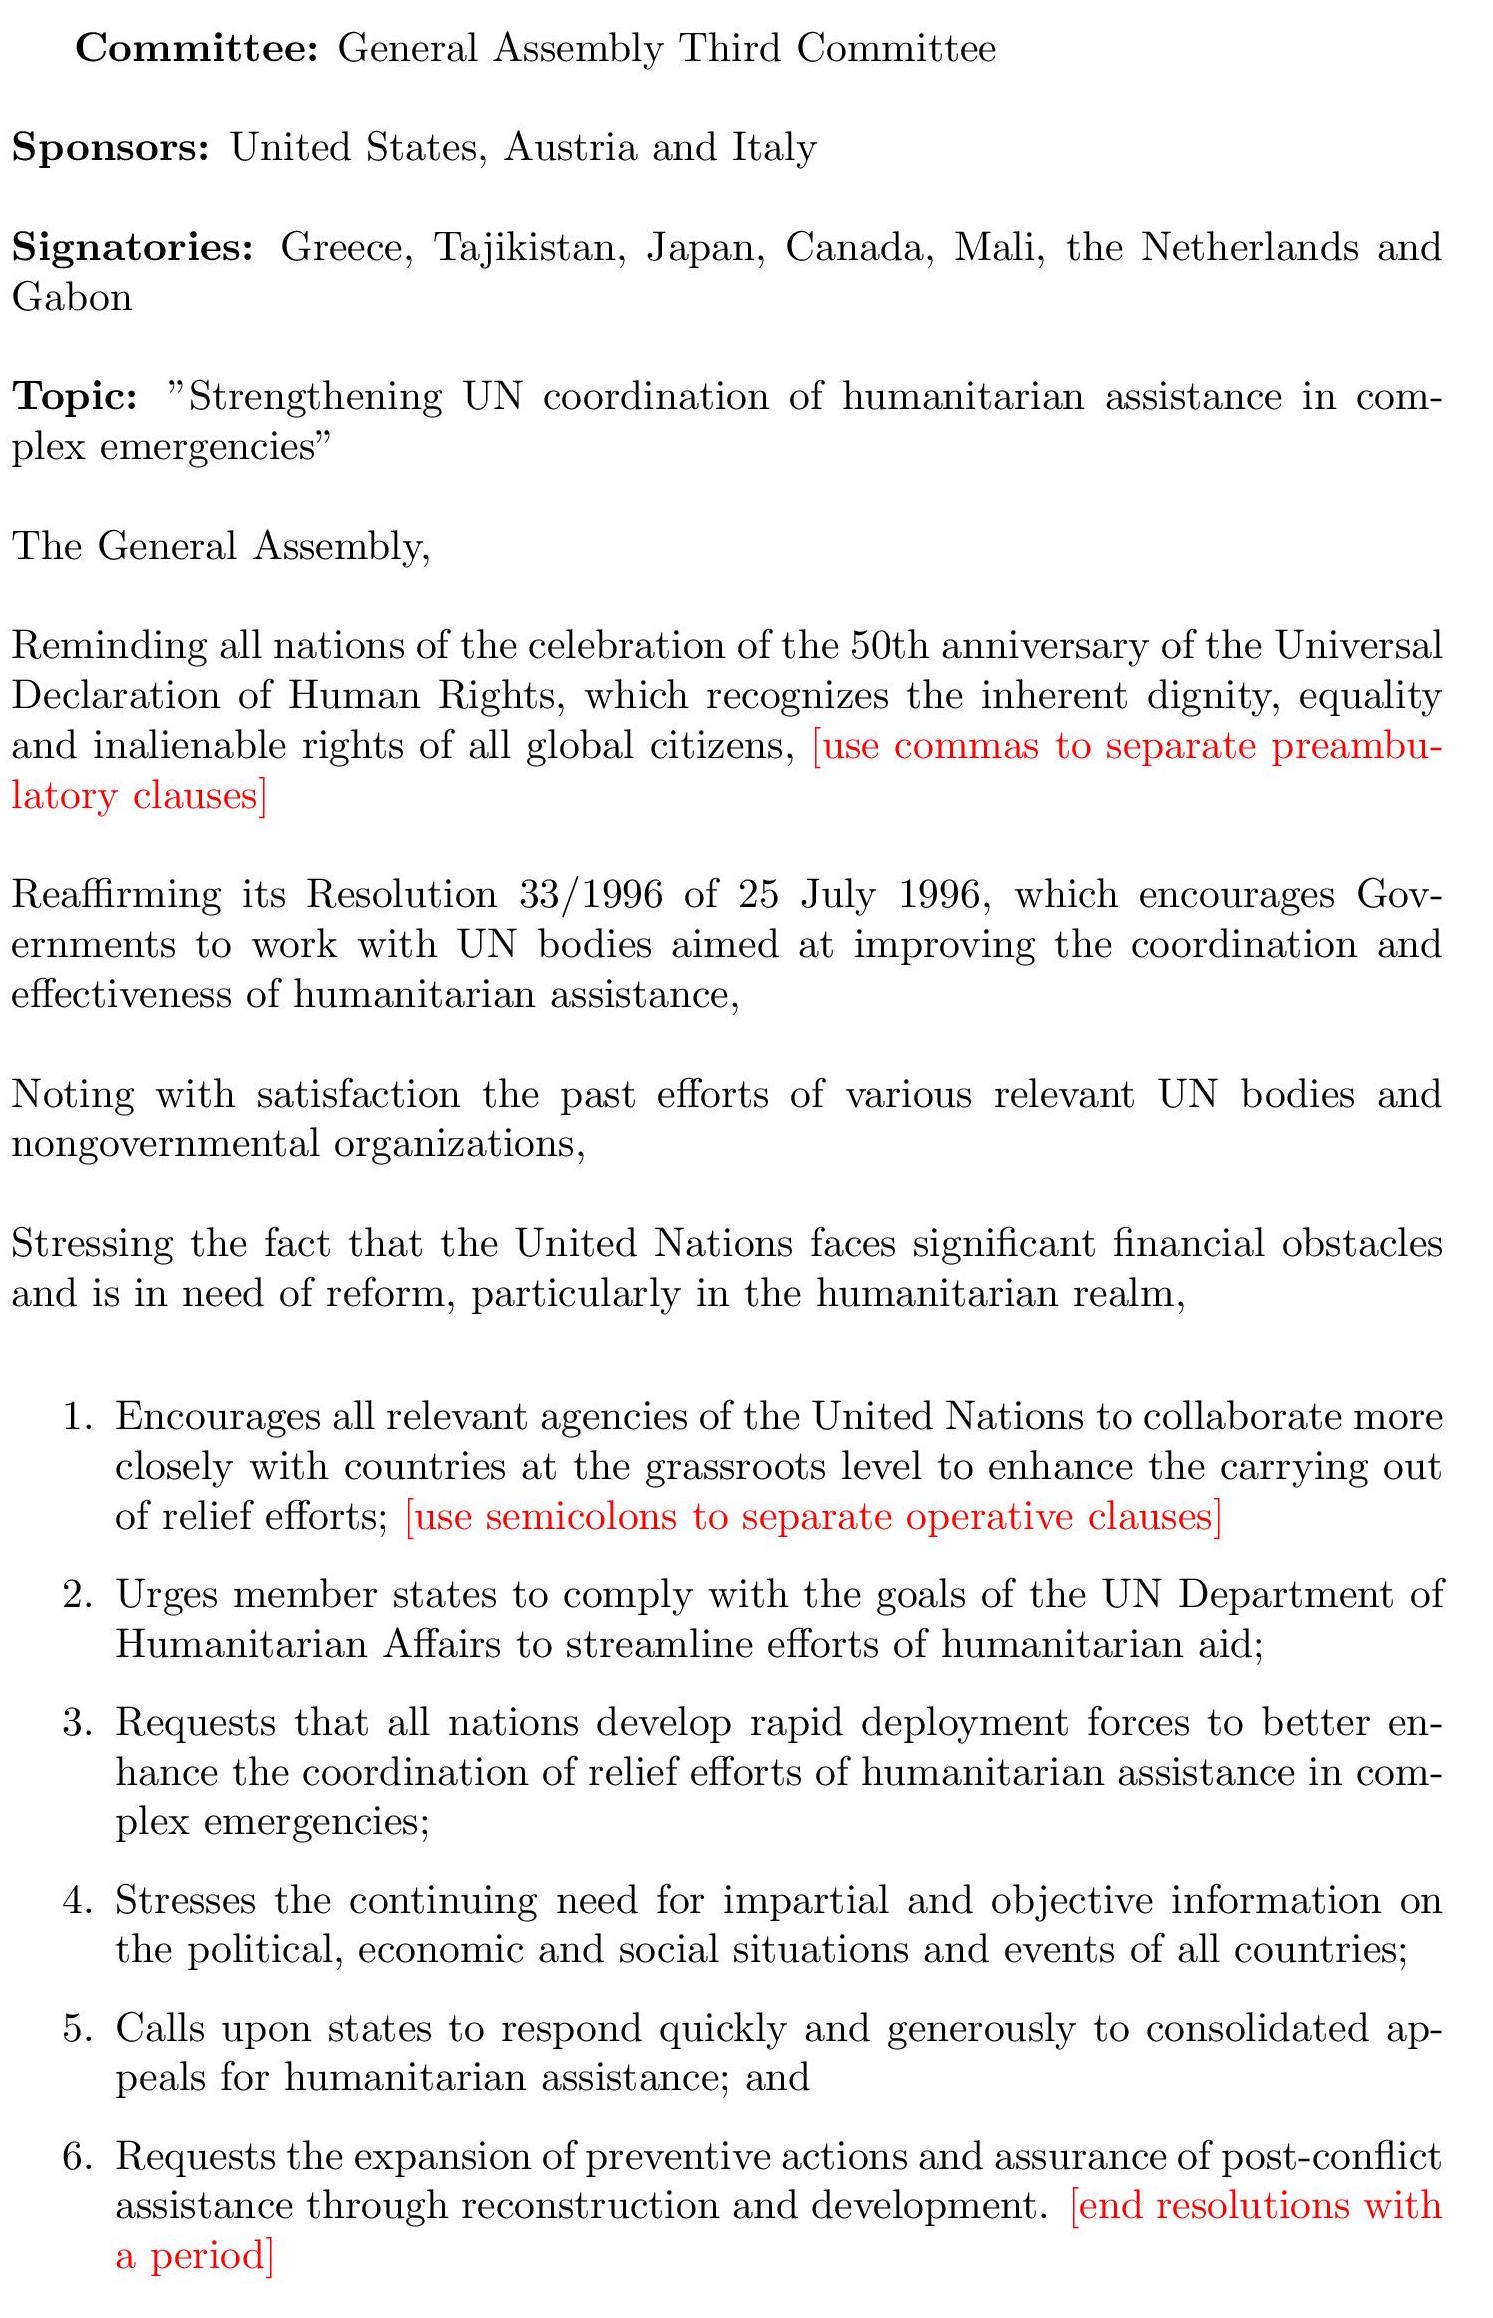 Committee: General Assembly Third Committee
Sponsors: United States, Austria and Italy
Signatories: Greece, Tajikistan, Japan, Canada, Mali, the Netherlands and
Gabon
Topic: ”Strengthening UN coordination of humanitarian assistance in com-
plex emergencies”
The General Assembly,
Reminding all nations of the celebration of the 50th anniversary of the Universal
Declaration of Human Rights, which recognizes the inherent dignity, equality
and inalienable rights of all global citizens, [use commas to separate preambu-
latory clauses]
Reaffirming its Resolution 33/1996 of 25 July 1996, which encourages Gov-
ernments to work with UN bodies aimed at improving the coordination and
effectiveness of humanitarian assistance,
Noting with satisfaction the past efforts of various relevant UN bodies and
nongovernmental organizations,
Stressing the fact that the United Nations faces significant financial obstacles
and is in need of reform, particularly in the humanitarian realm,
1. Encourages all relevant agencies of the United Nations to collaborate more
closely with countries at the grassroots level to enhance the carrying out
of relief efforts; [use semicolons to separate operative clauses]
2. Urges member states to comply with the goals of the UN Department of
Humanitarian Affairs to streamline efforts of humanitarian aid;
3. Requests that all nations develop rapid deployment forces to better en-
hance the coordination of relief efforts of humanitarian assistance in com-
plex emergencies;
4. Stresses the continuing need for impartial and objective information on
the political, economic and social situations and events of all countries;
5. Calls upon states to respond quickly and generously to consolidated ap-
peals for humanitarian assistance; and
6. Requests the expansion of preventive actions and assurance of post-conflict
assistance through reconstruction and development. [end resolutions with
a period]